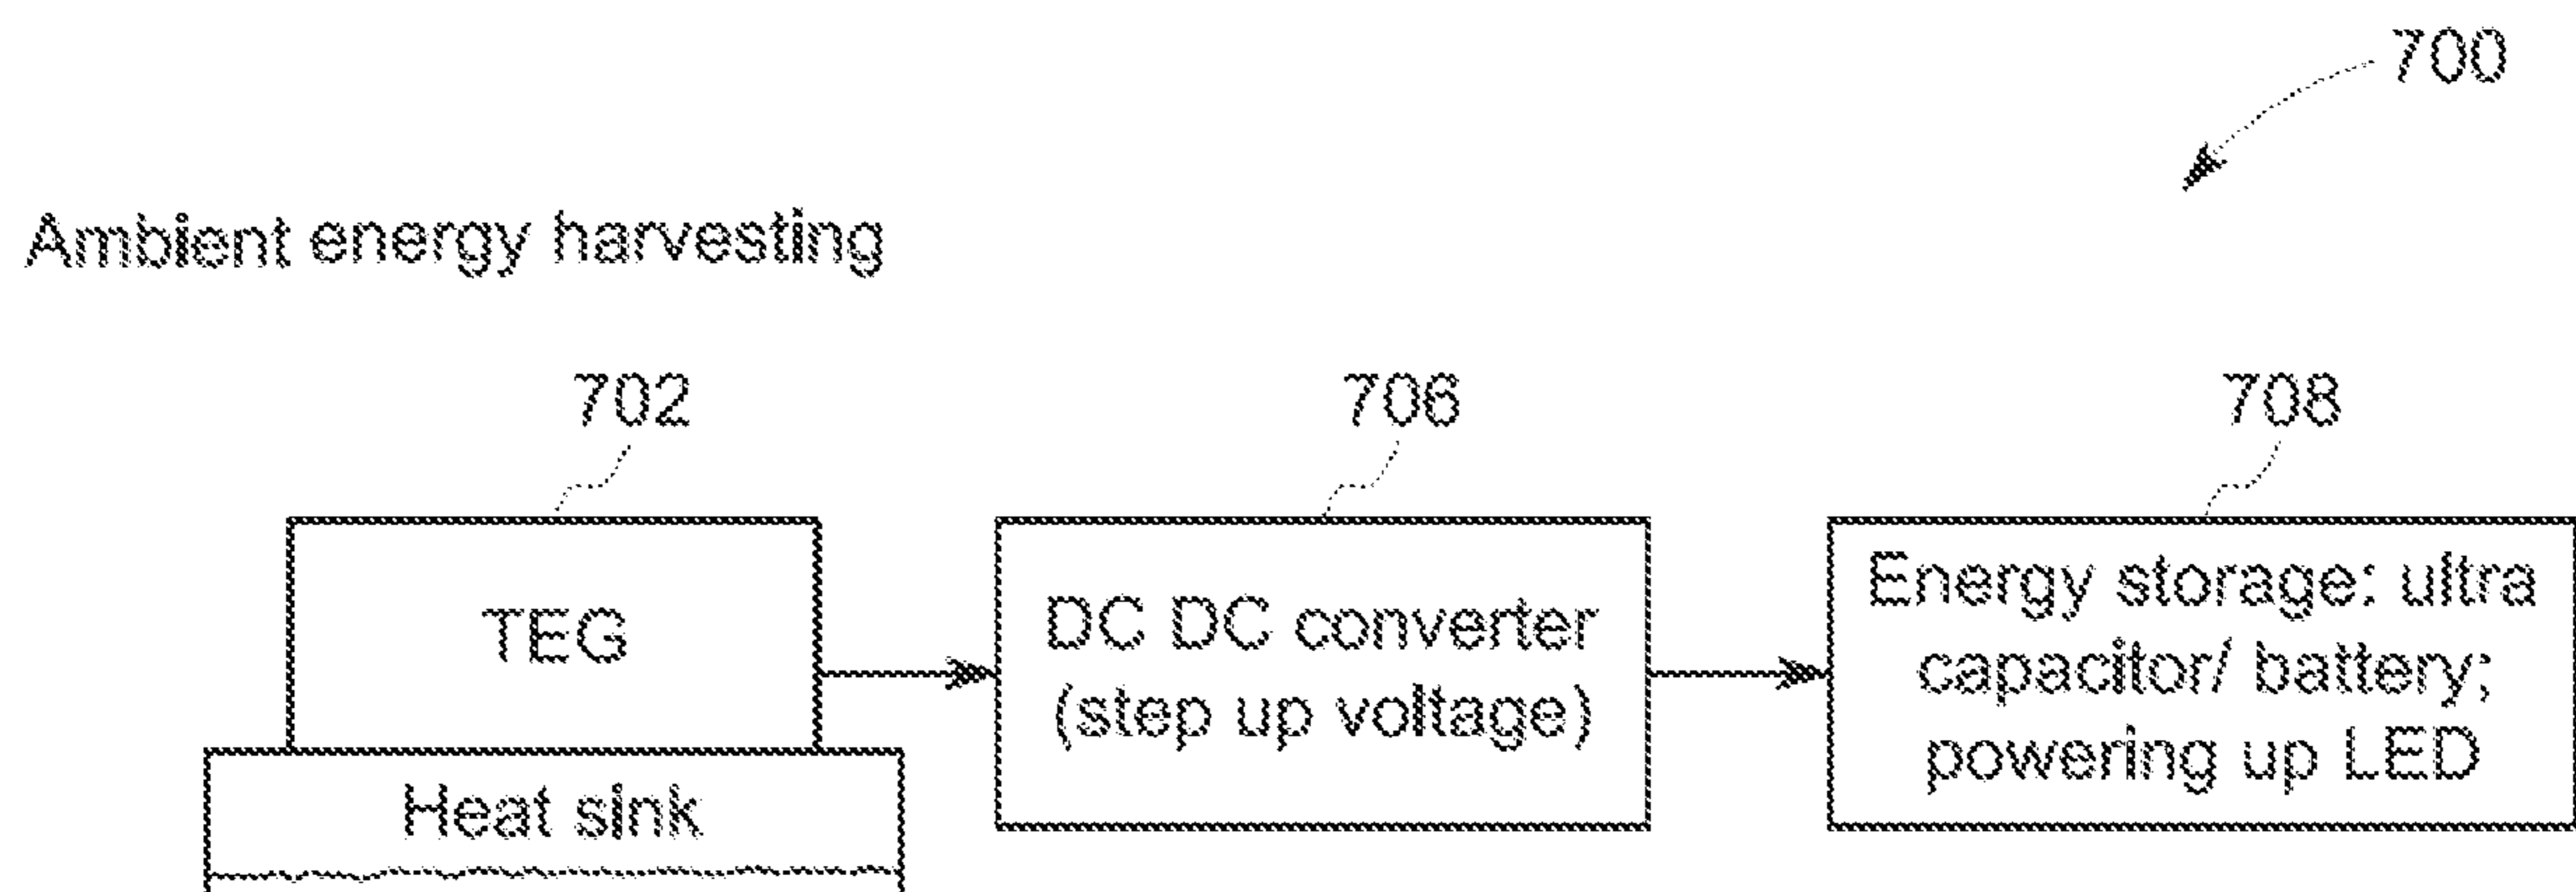 700
Ambient energy harvesting
702
706
708
TEG
DC DC converter
(step up voltage)
Energy storage: ultra
capacitor/ battery;
powering up LED
Heat sink